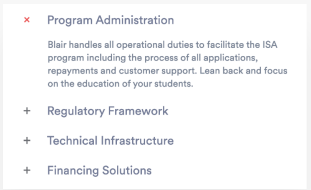 × Program Administration
Blair handles all operational duties to facilitate the ISA
program including the process of all applications,
repayments and customer support. Lean back and focus
on the education of your students.
+ Regulatory Framework
+ Technical Infrastructure
+ Financing Solutions